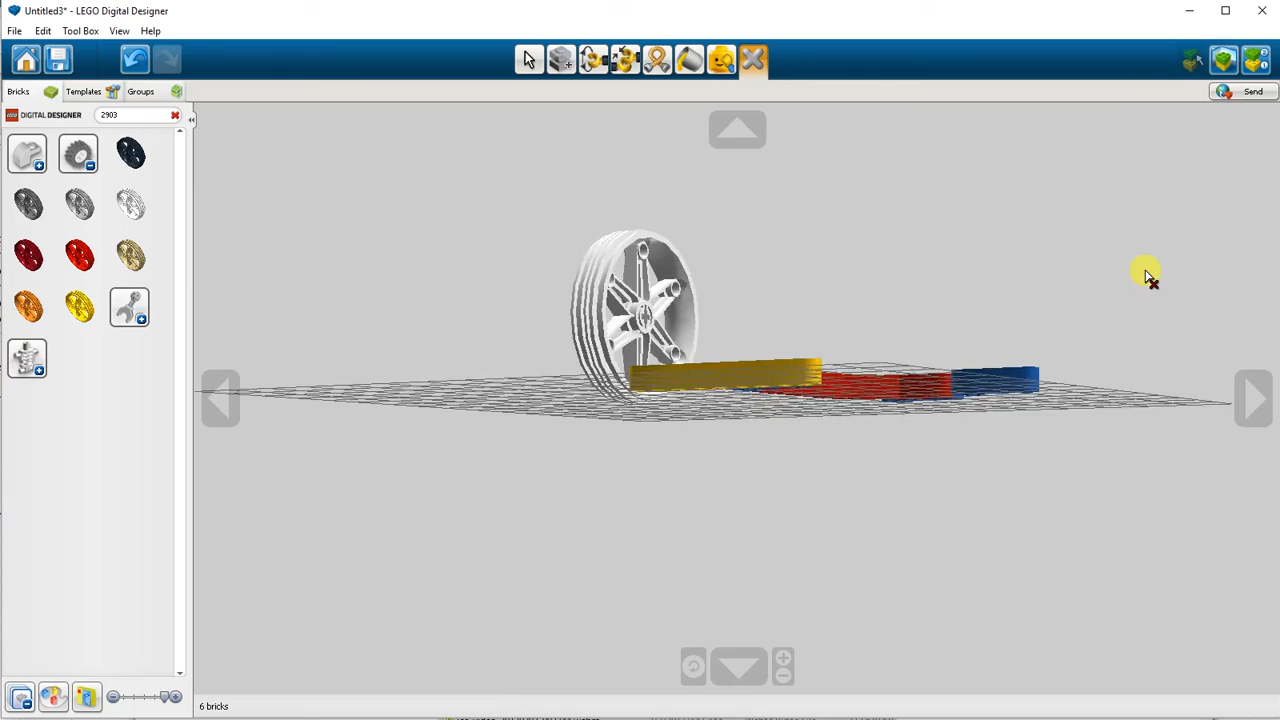 Untitled3* - LEGO Digital Designer
File Edit Tool Box View Help
Bricks Templates Groups Send
LEGO DIGITAL DESIGNER 2903
6 bricks